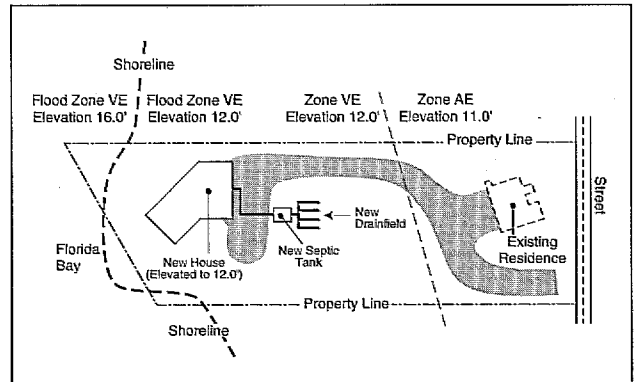 Shoreline
Flood Zone VE
Elevation 16.0'
Flood Zone VE
Elevation 12.0'
Zone VE
Elevation 12.0'
Zone AE
Elevation 11.0'
Property Line
Street
New
Drainfield
New Septic
Tank
Existing
Residence
Florida
Bay
New House
(Elevated to 12.0')
Property Line
Shoreline